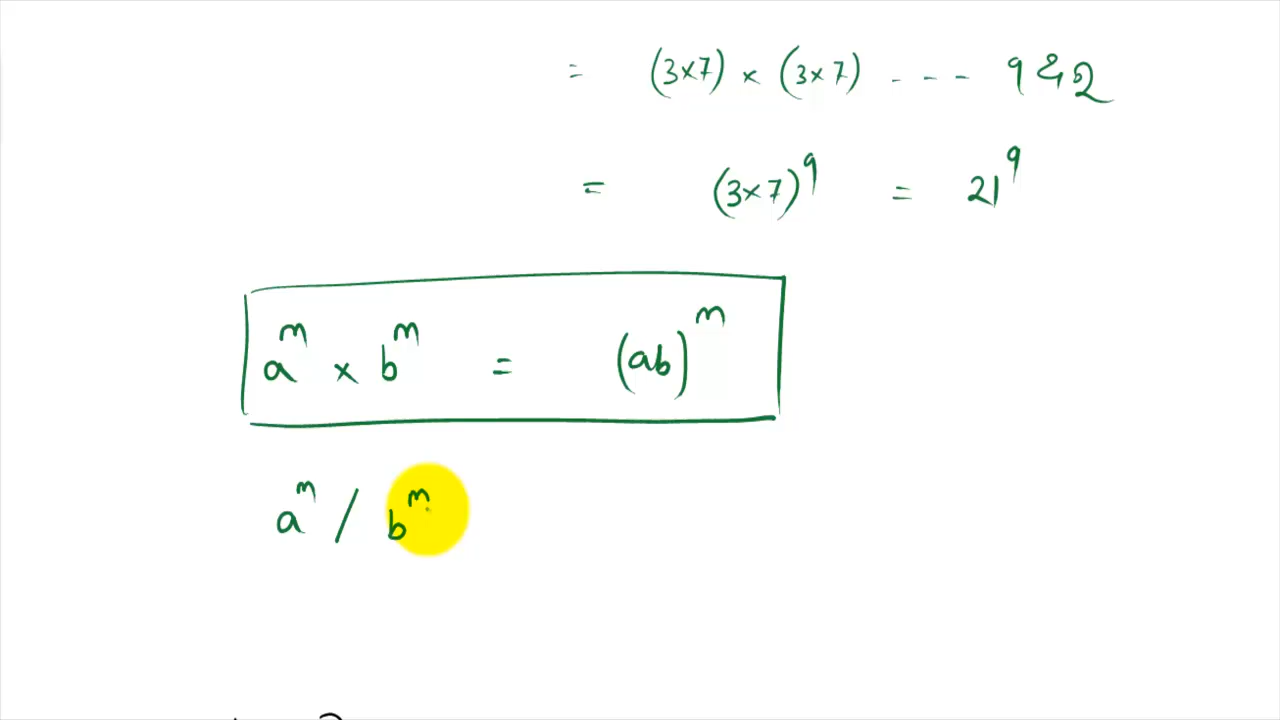 = (3×7) × (3×7) - - - 9
= (3×7)^9 = 21^9
a^m × b^m = (ab)^m
a^m / b^m